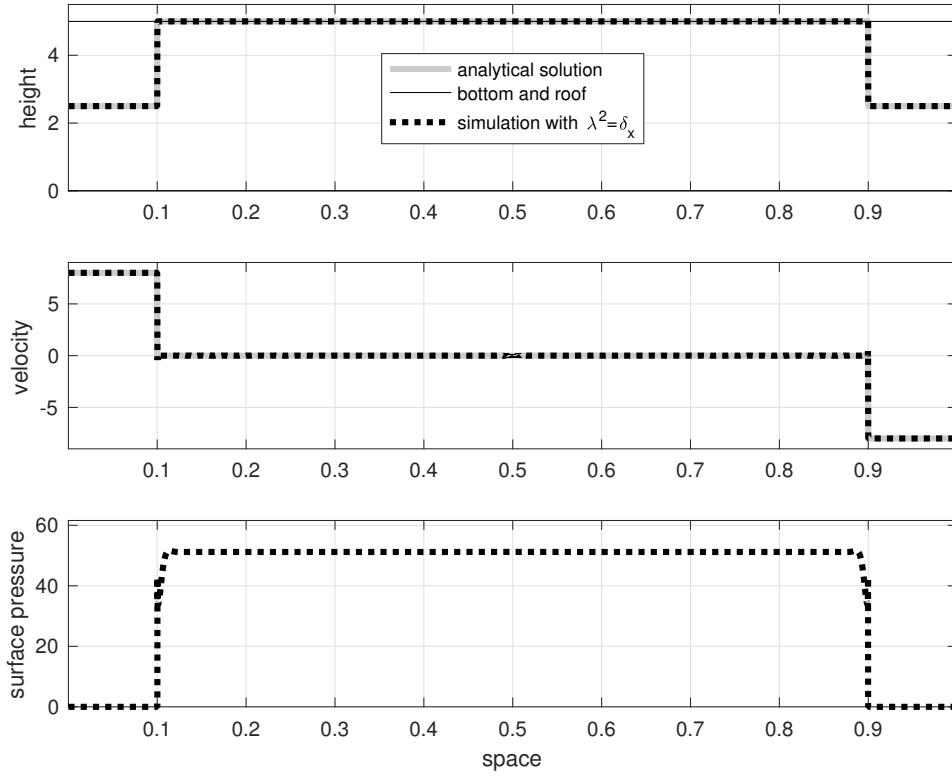 4
2
0
height
analytical solution
bottom and roof
simulation with λ²=δₓ
0.1 0.2 0.3 0.4 0.5 0.6 0.7 0.8 0.9
5
0
-5
velocity
0.1 0.2 0.3 0.4 0.5 0.6 0.7 0.8 0.9
60
40
20
0
surface pressure
0.1 0.2 0.3 0.4 0.5 0.6 0.7 0.8 0.9
space